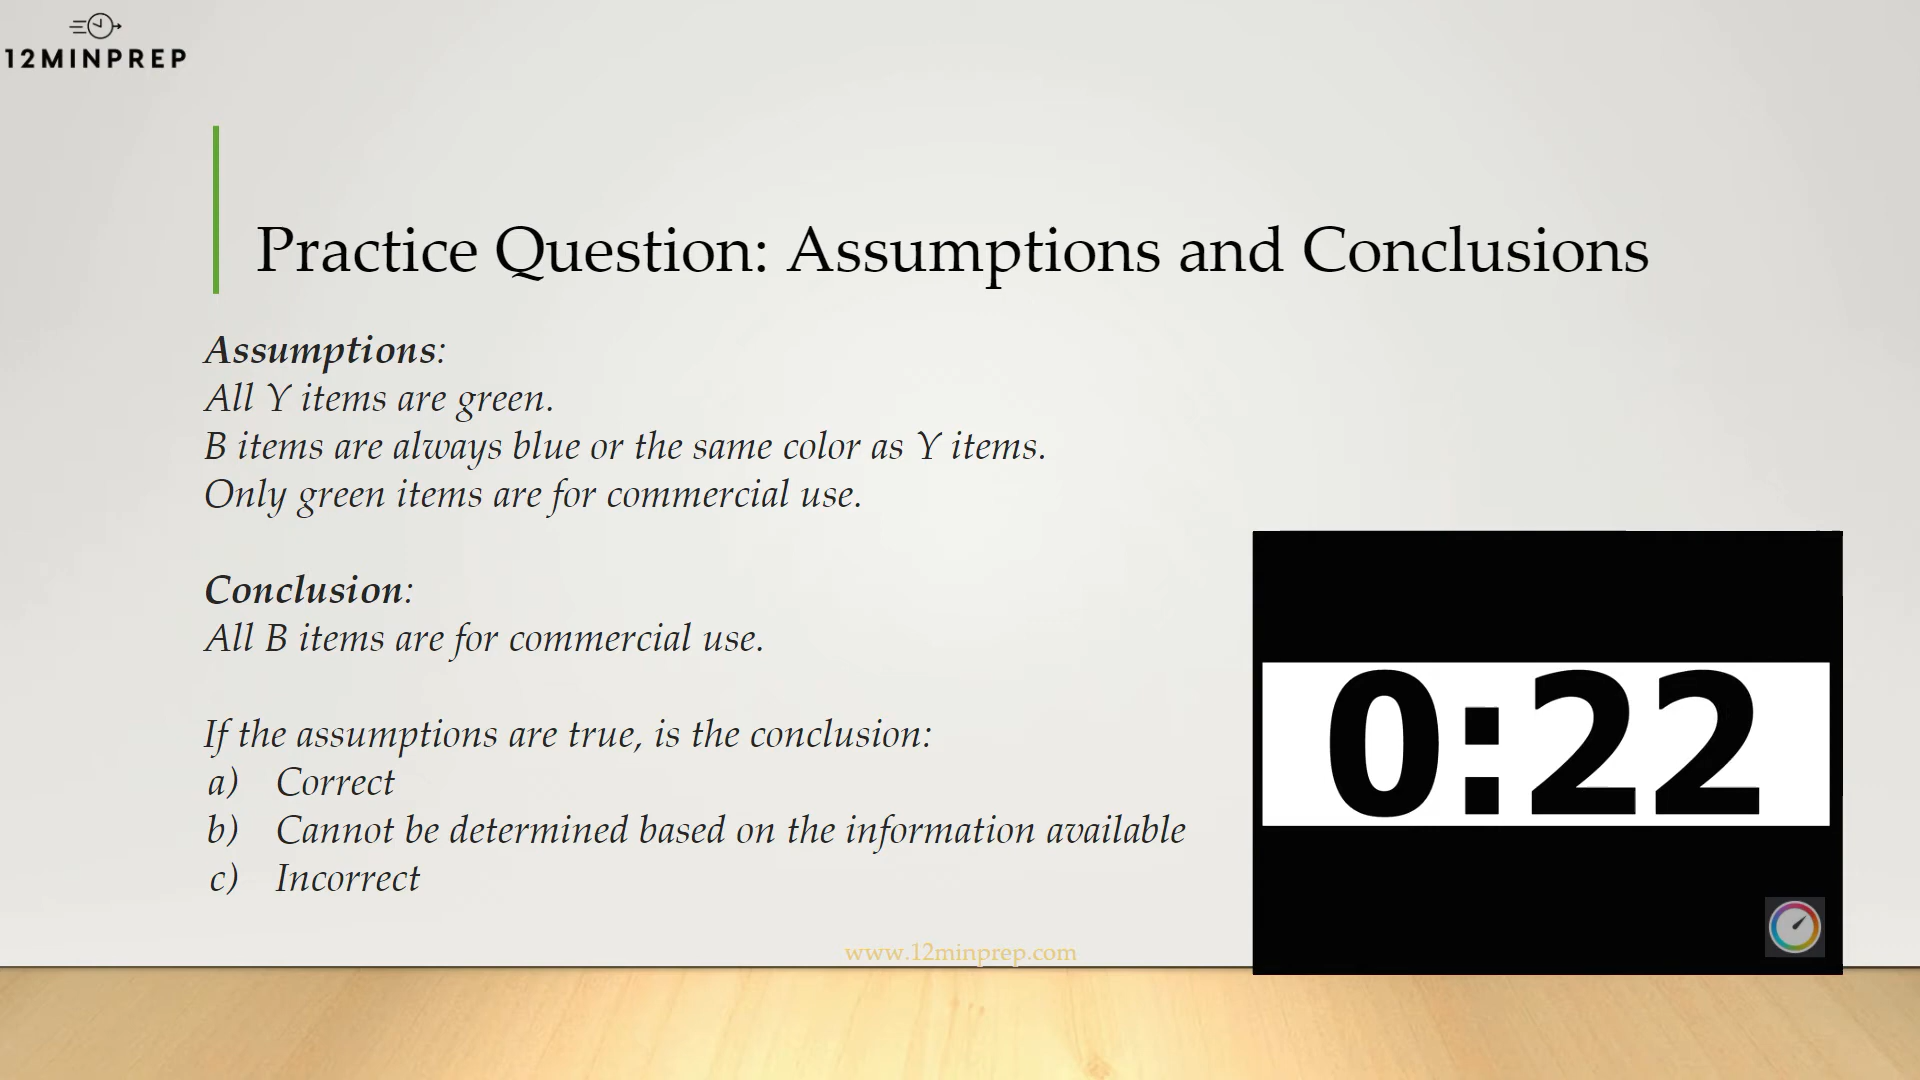 12MINPREP
Practice Question: Assumptions and Conclusions
Assumptions:
All Y items are green.
B items are always blue or the same color as Y items.
Only green items are for commercial use.
Conclusion:
All B items are for commercial use.
If the assumptions are true, is the conclusion:
a) Correct
b) Cannot be determined based on the information available
c) Incorrect
0:22
www.12minprep.com